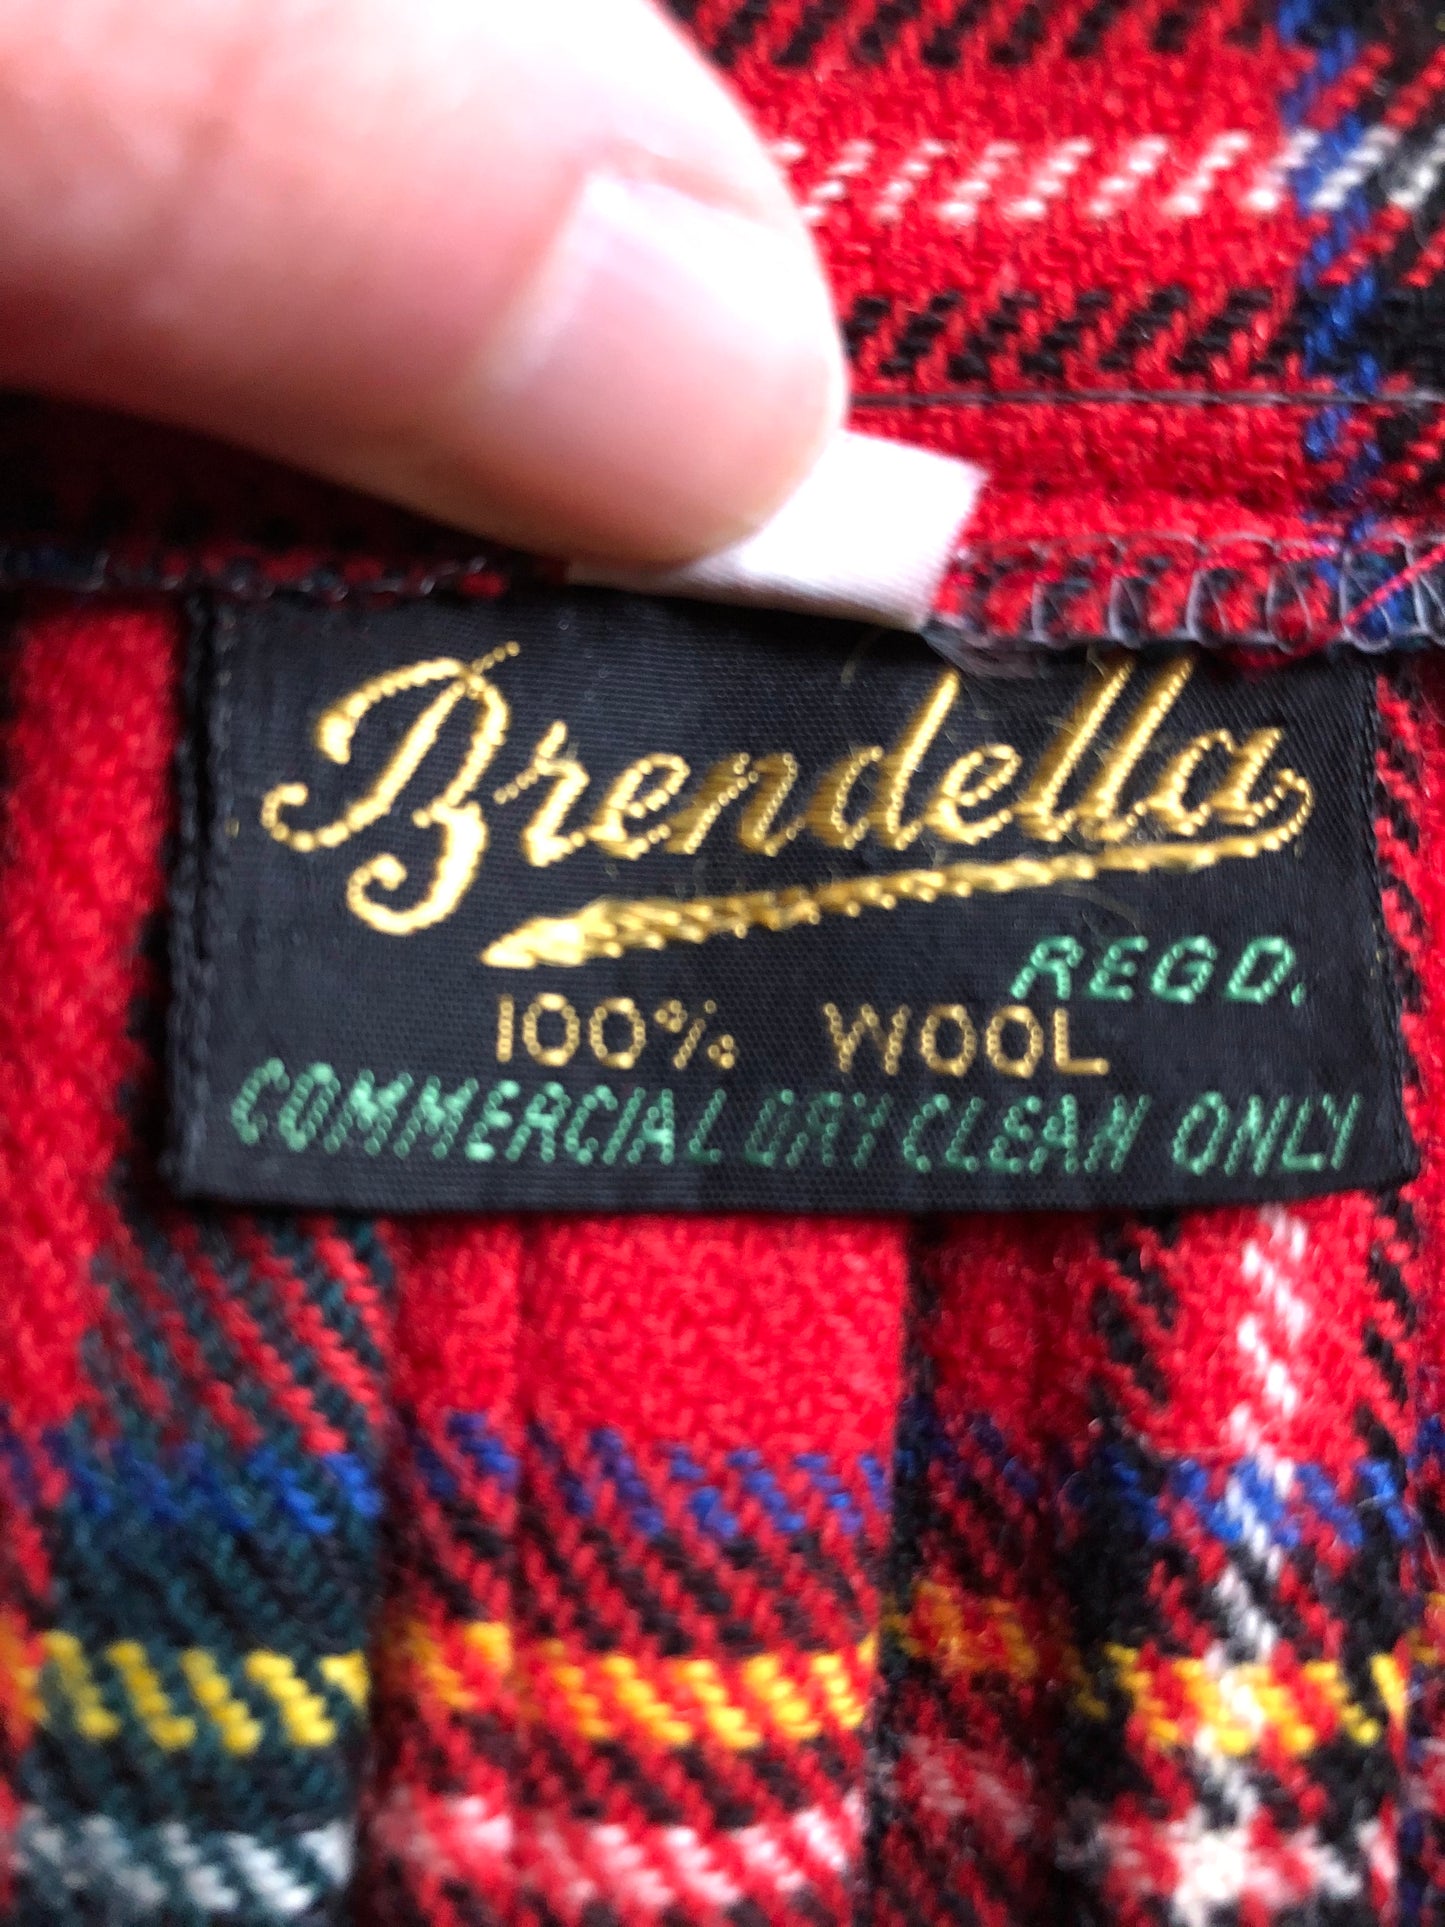 Brendella
REGD.
100% WOOL
COMMERCIAL DRY CLEAN ONLY